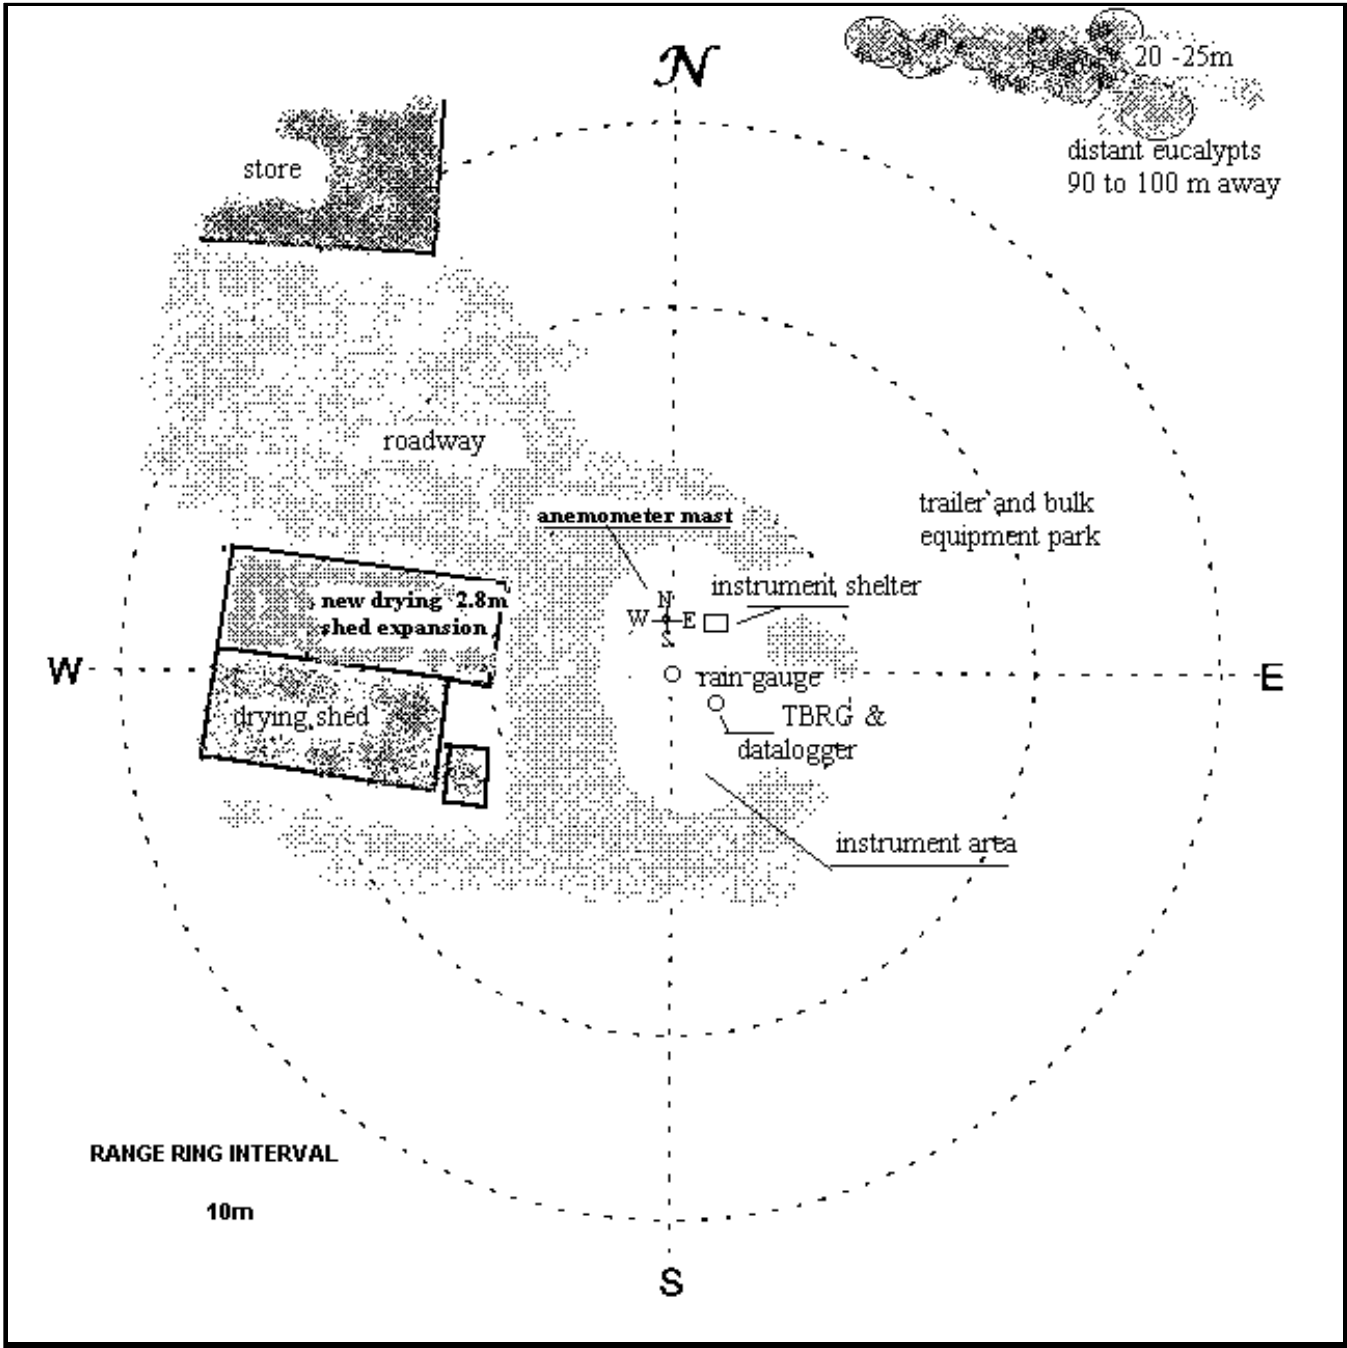 N
20 -25m
distant eucalypts
90 to 100 m away
store
roadway
trailer and bulk
equipment park
anemometer mast
instrument shelter
N
W E
S
new drying 2.8m
shed expansion
W
E
rain gauge
drying shed
TBRG &
datalogger
instrument area
RANGE RING INTERVAL
10m
S